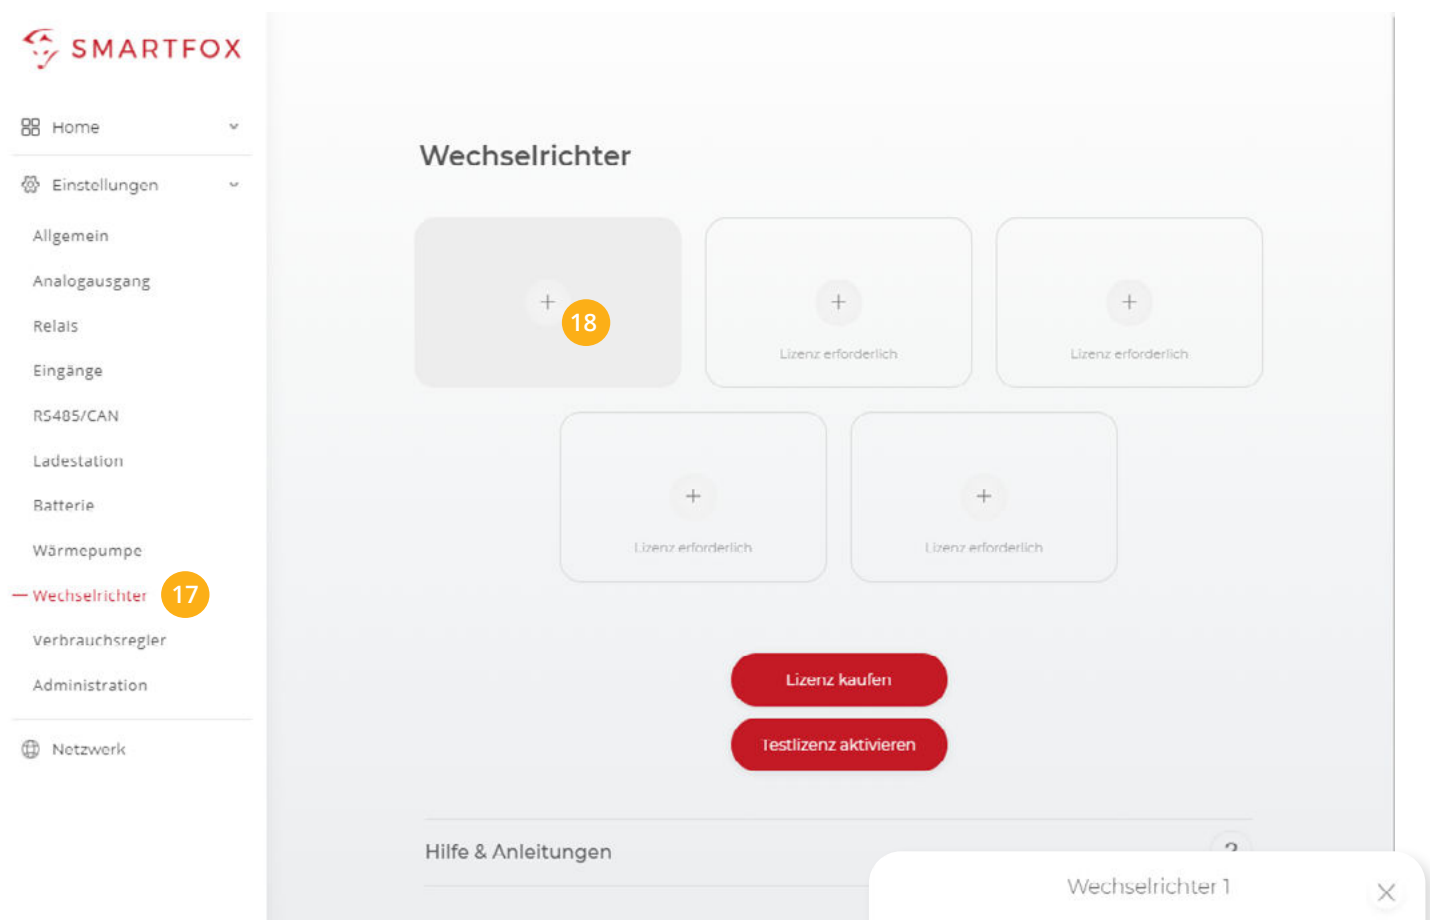 SMARTFOX
Home
Einstellungen
Allgemein
Analogausgang
Relais
Eingänge
RS485/CAN
Ladestation
Batterie
Wärmepumpe
Wechselrichter 17
Verbrauchsregler
Administration
Netzwerk
Wechselrichter
+ 18
+
Lizenz erforderlich
+
Lizenz erforderlich
+
Lizenz erforderlich
+
Lizenz erforderlich
Lizenz kaufen
Testlizenz aktivieren
Hilfe & Anleitungen
?
Wechselrichter 1